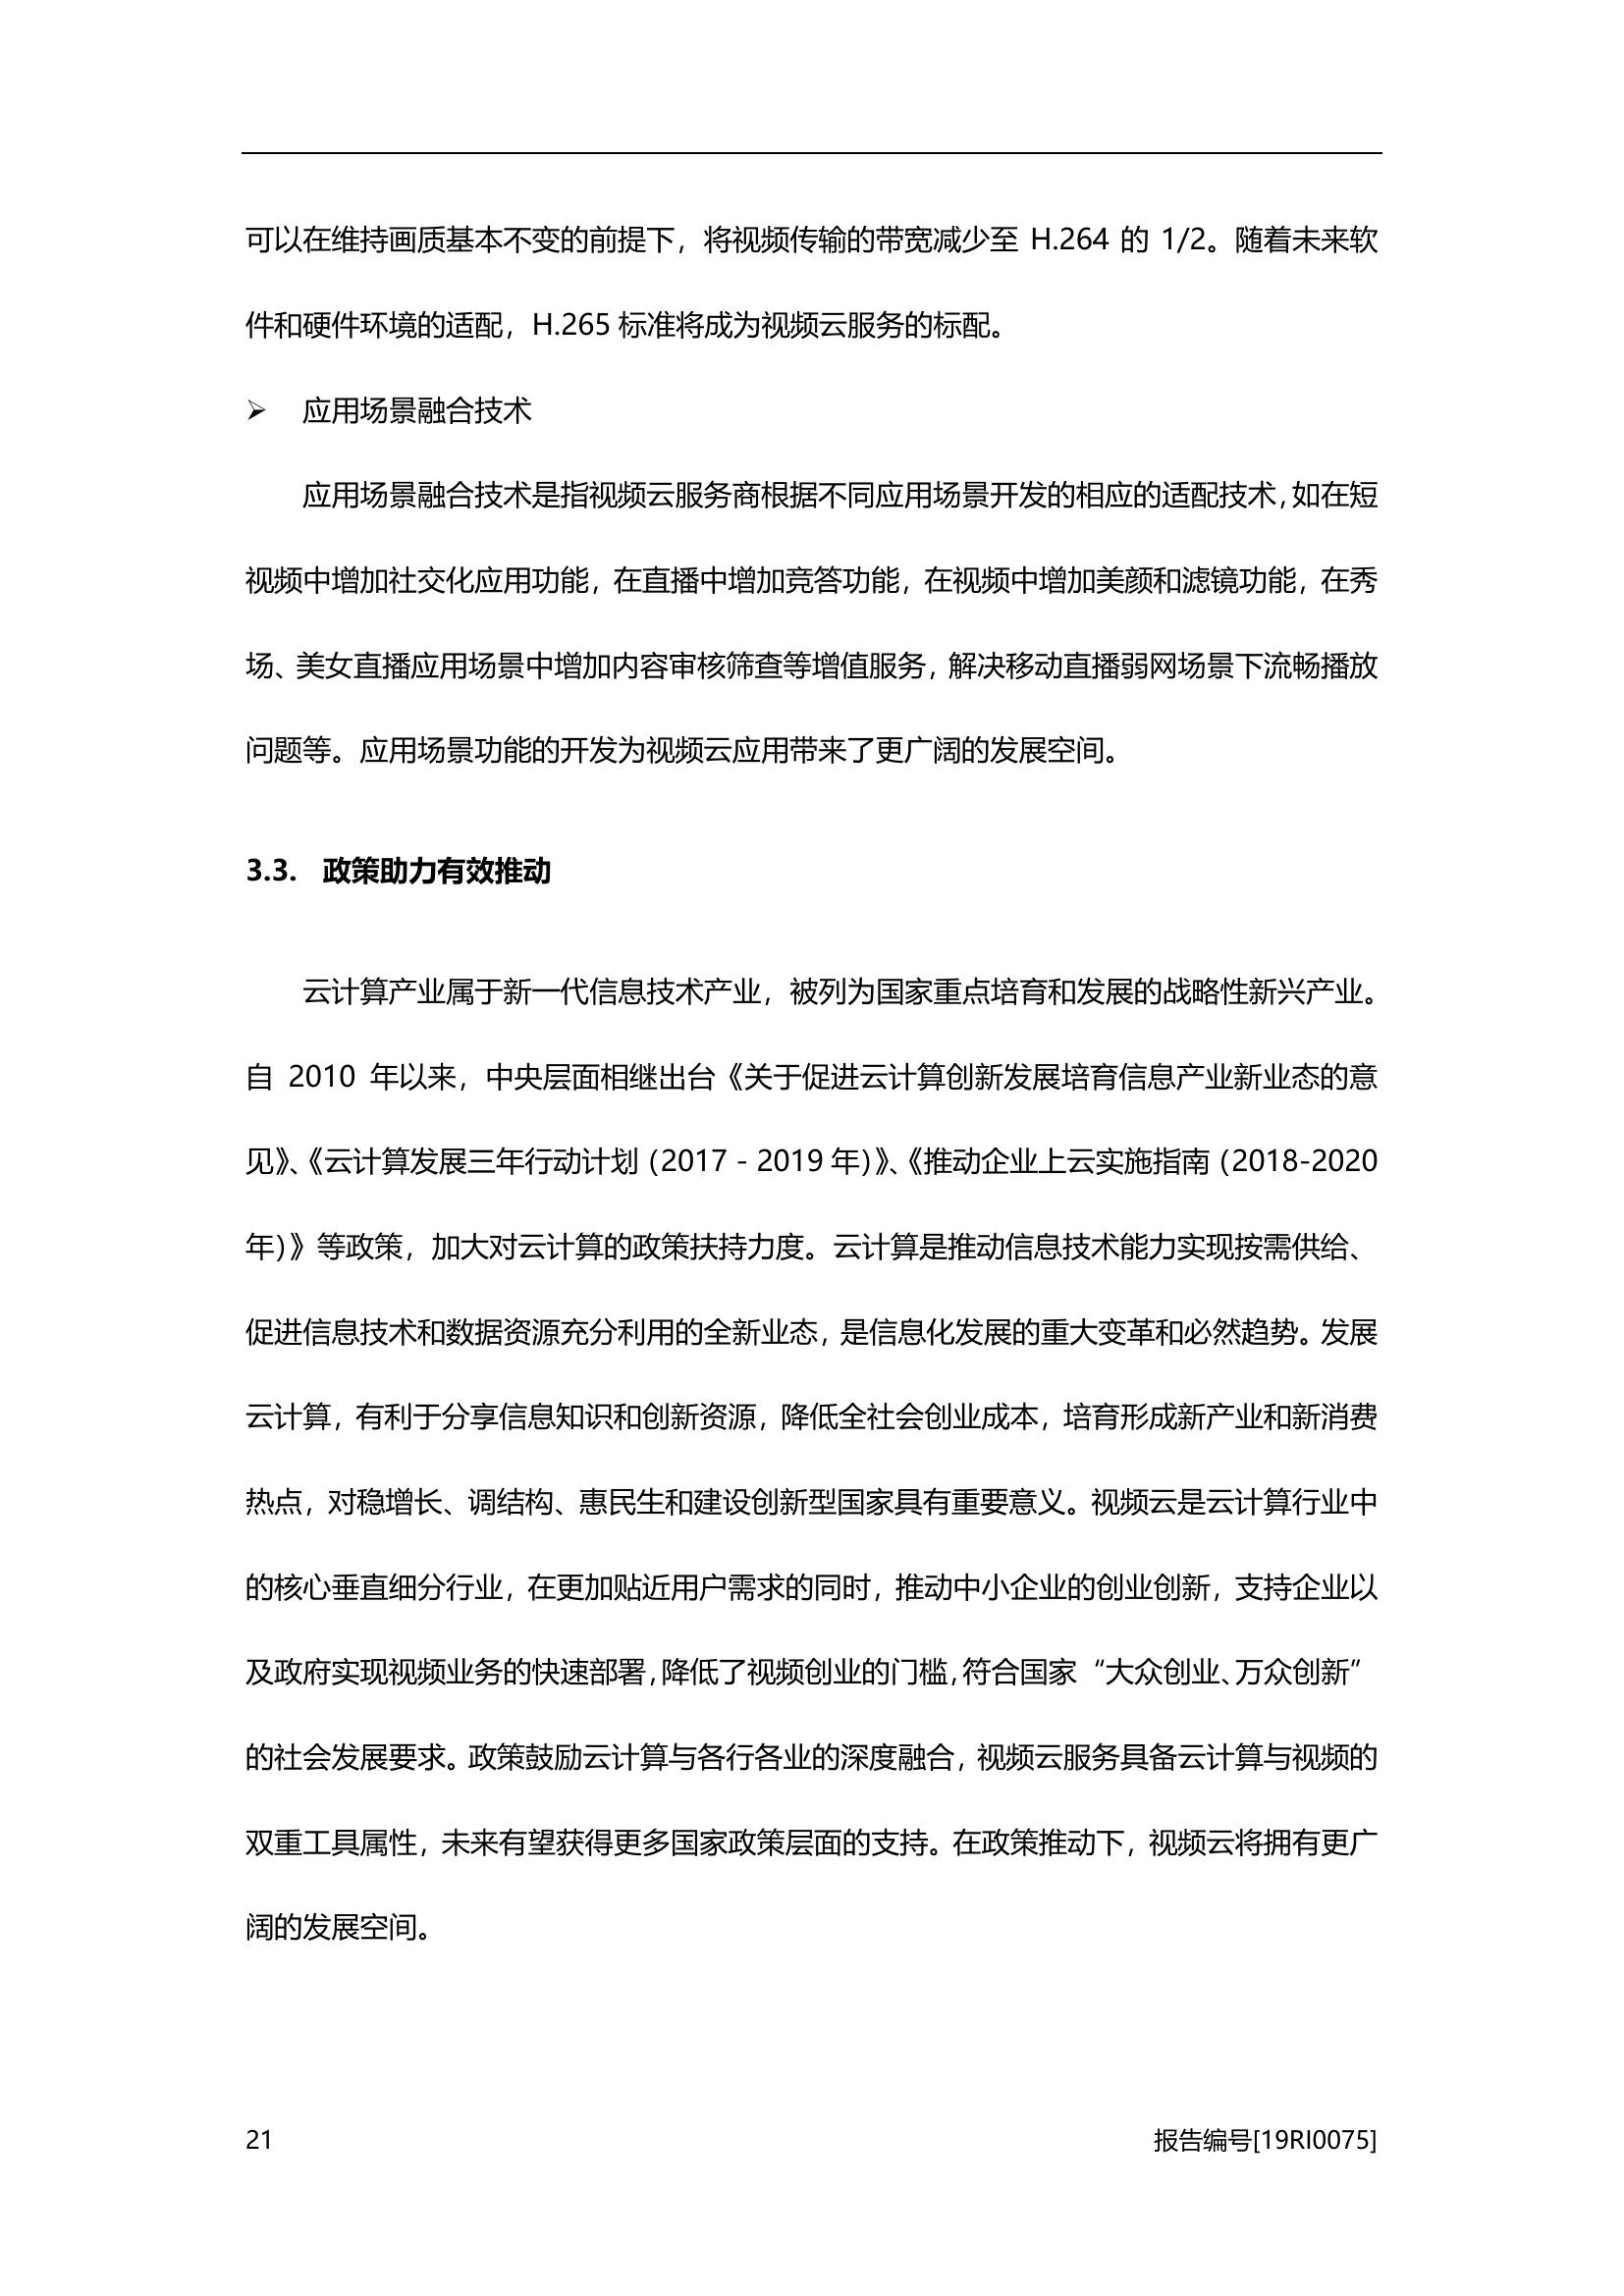 可以在维持画质基本不变的前提下，将视频传输的带宽减少至 H.264 的 1/2。随着未来软
件和硬件环境的适配，H.265 标准将成为视频云服务的标配。
➢ 应用场景融合技术
应用场景融合技术是指视频云服务商根据不同应用场景开发的相应的适配技术，如在短
视频中增加社交化应用功能，在直播中增加竞答功能，在视频中增加美颜和滤镜功能，在秀
场、美女直播应用场景中增加内容审核筛查等增值服务，解决移动直播弱网场景下流畅播放
问题等。应用场景功能的开发为视频云应用带来了更广阔的发展空间。
3.3. 政策助力有效推动
云计算产业属于新一代信息技术产业，被列为国家重点培育和发展的战略性新兴产业。
自 2010 年以来，中央层面相继出台《关于促进云计算创新发展培育信息产业新业态的意
见》、《云计算发展三年行动计划（2017－2019 年）》、《推动企业上云实施指南（2018-2020
年）》等政策，加大对云计算的政策扶持力度。云计算是推动信息技术能力实现按需供给、
促进信息技术和数据资源充分利用的全新业态，是信息化发展的重大变革和必然趋势。发展
云计算，有利于分享信息知识和创新资源，降低全社会创业成本，培育形成新产业和新消费
热点，对稳增长、调结构、惠民生和建设创新型国家具有重要意义。视频云是云计算行业中
的核心垂直细分行业，在更加贴近用户需求的同时，推动中小企业的创业创新，支持企业以
及政府实现视频业务的快速部署，降低了视频创业的门槛，符合国家“大众创业、万众创新”
的社会发展要求。政策鼓励云计算与各行各业的深度融合，视频云服务具备云计算与视频的
双重工具属性，未来有望获得更多国家政策层面的支持。在政策推动下，视频云将拥有更广
阔的发展空间。
21 报告编号[19RI0075]